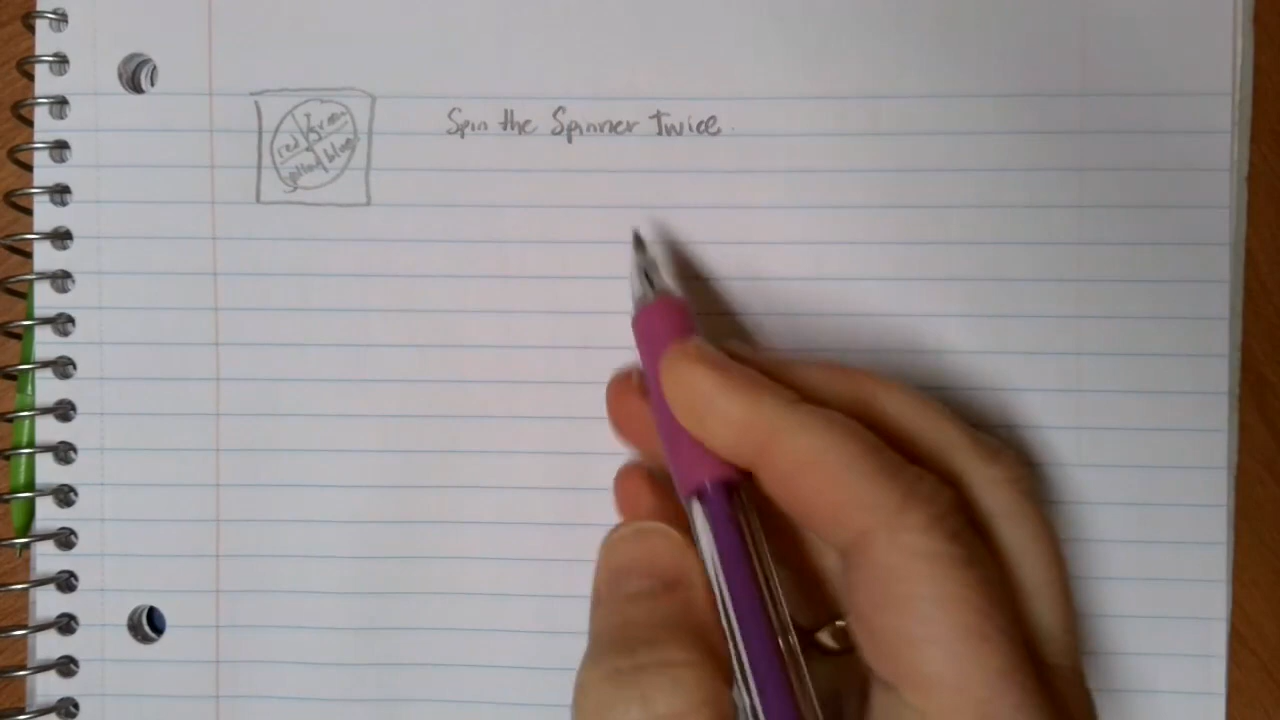 Spin the Spinner Twice.
red
green
yellow
blue